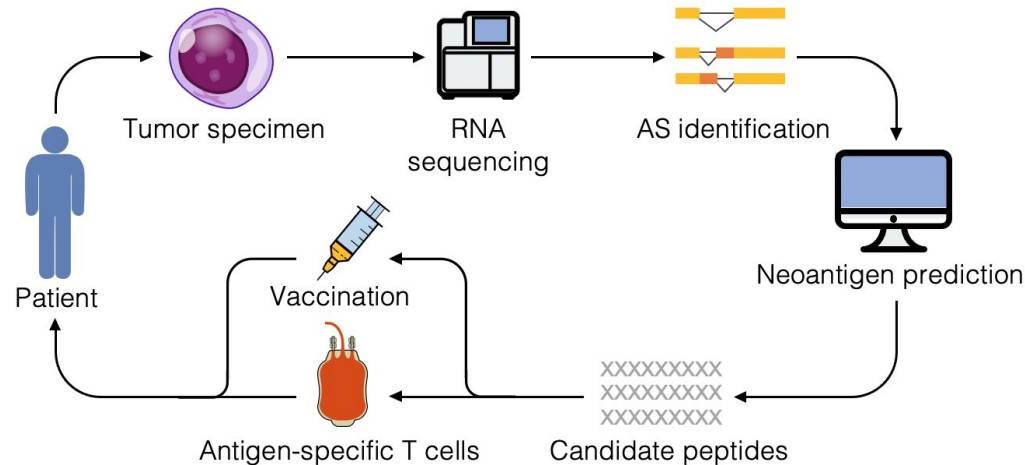 Tumor specimen
RNA
sequencing
AS identification
Neoantigen prediction
Patient
Vaccination
XXXXXXXXX
XXXXXXXXX
XXXXXXXXX
Antigen-specific T cells
Candidate peptides